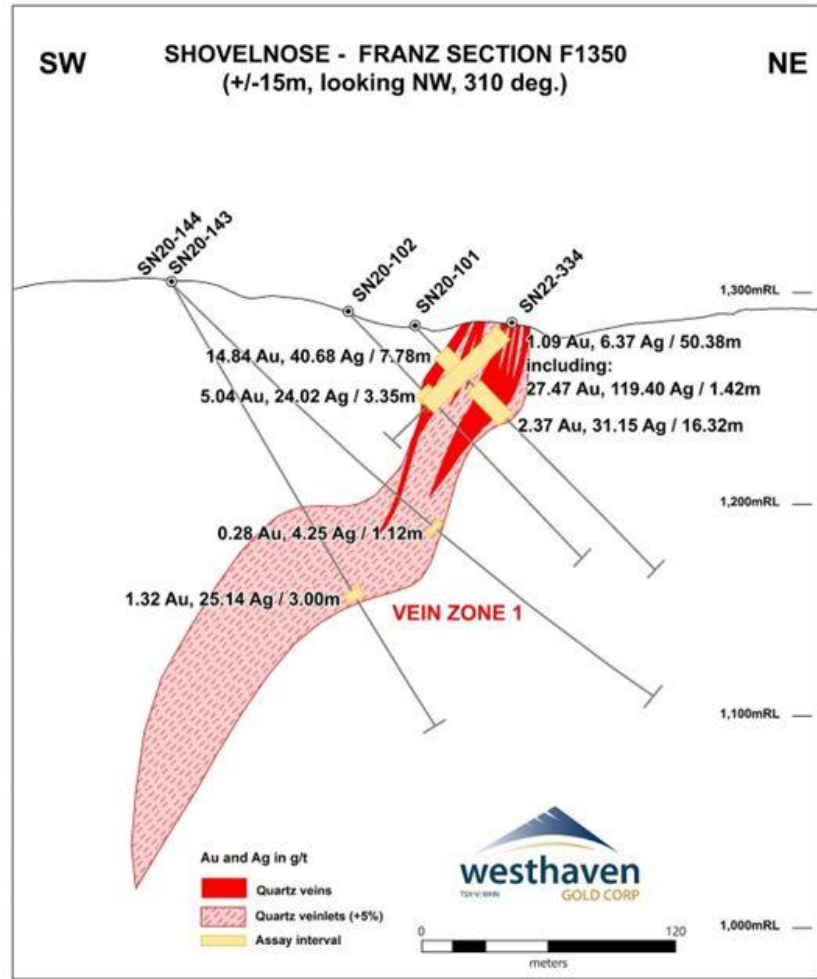 SW
SHOVELNOSE - FRANZ SECTION F1350
NE
(+/-15m, looking NW, 310 deg.)
SN20-144
SN20-143
SN20-102
SN20-101
SN22-334
1,300mRL
14.84 Au, 40.68 Ag / 7.78m
1.09 Au, 6.37 Ag / 50.38m
including:
27.47 Au, 119.40 Ag / 1.42m
5.04 Au, 24.02 Ag / 3.35m
2.37 Au, 31.15 Ag / 16.32m
1,200mRL
0.28 Au, 4.25 Ag / 1.12m
1.32 Au, 25.14 Ag / 3.00m
VEIN ZONE 1
1,100mRL
Au and Ag in g/t
Quartz veins
Quartz veinlets (+5%)
Assay interval
westhaven
TSX-V:WHN
GOLD CORP
0
120
meters
1,000mRL